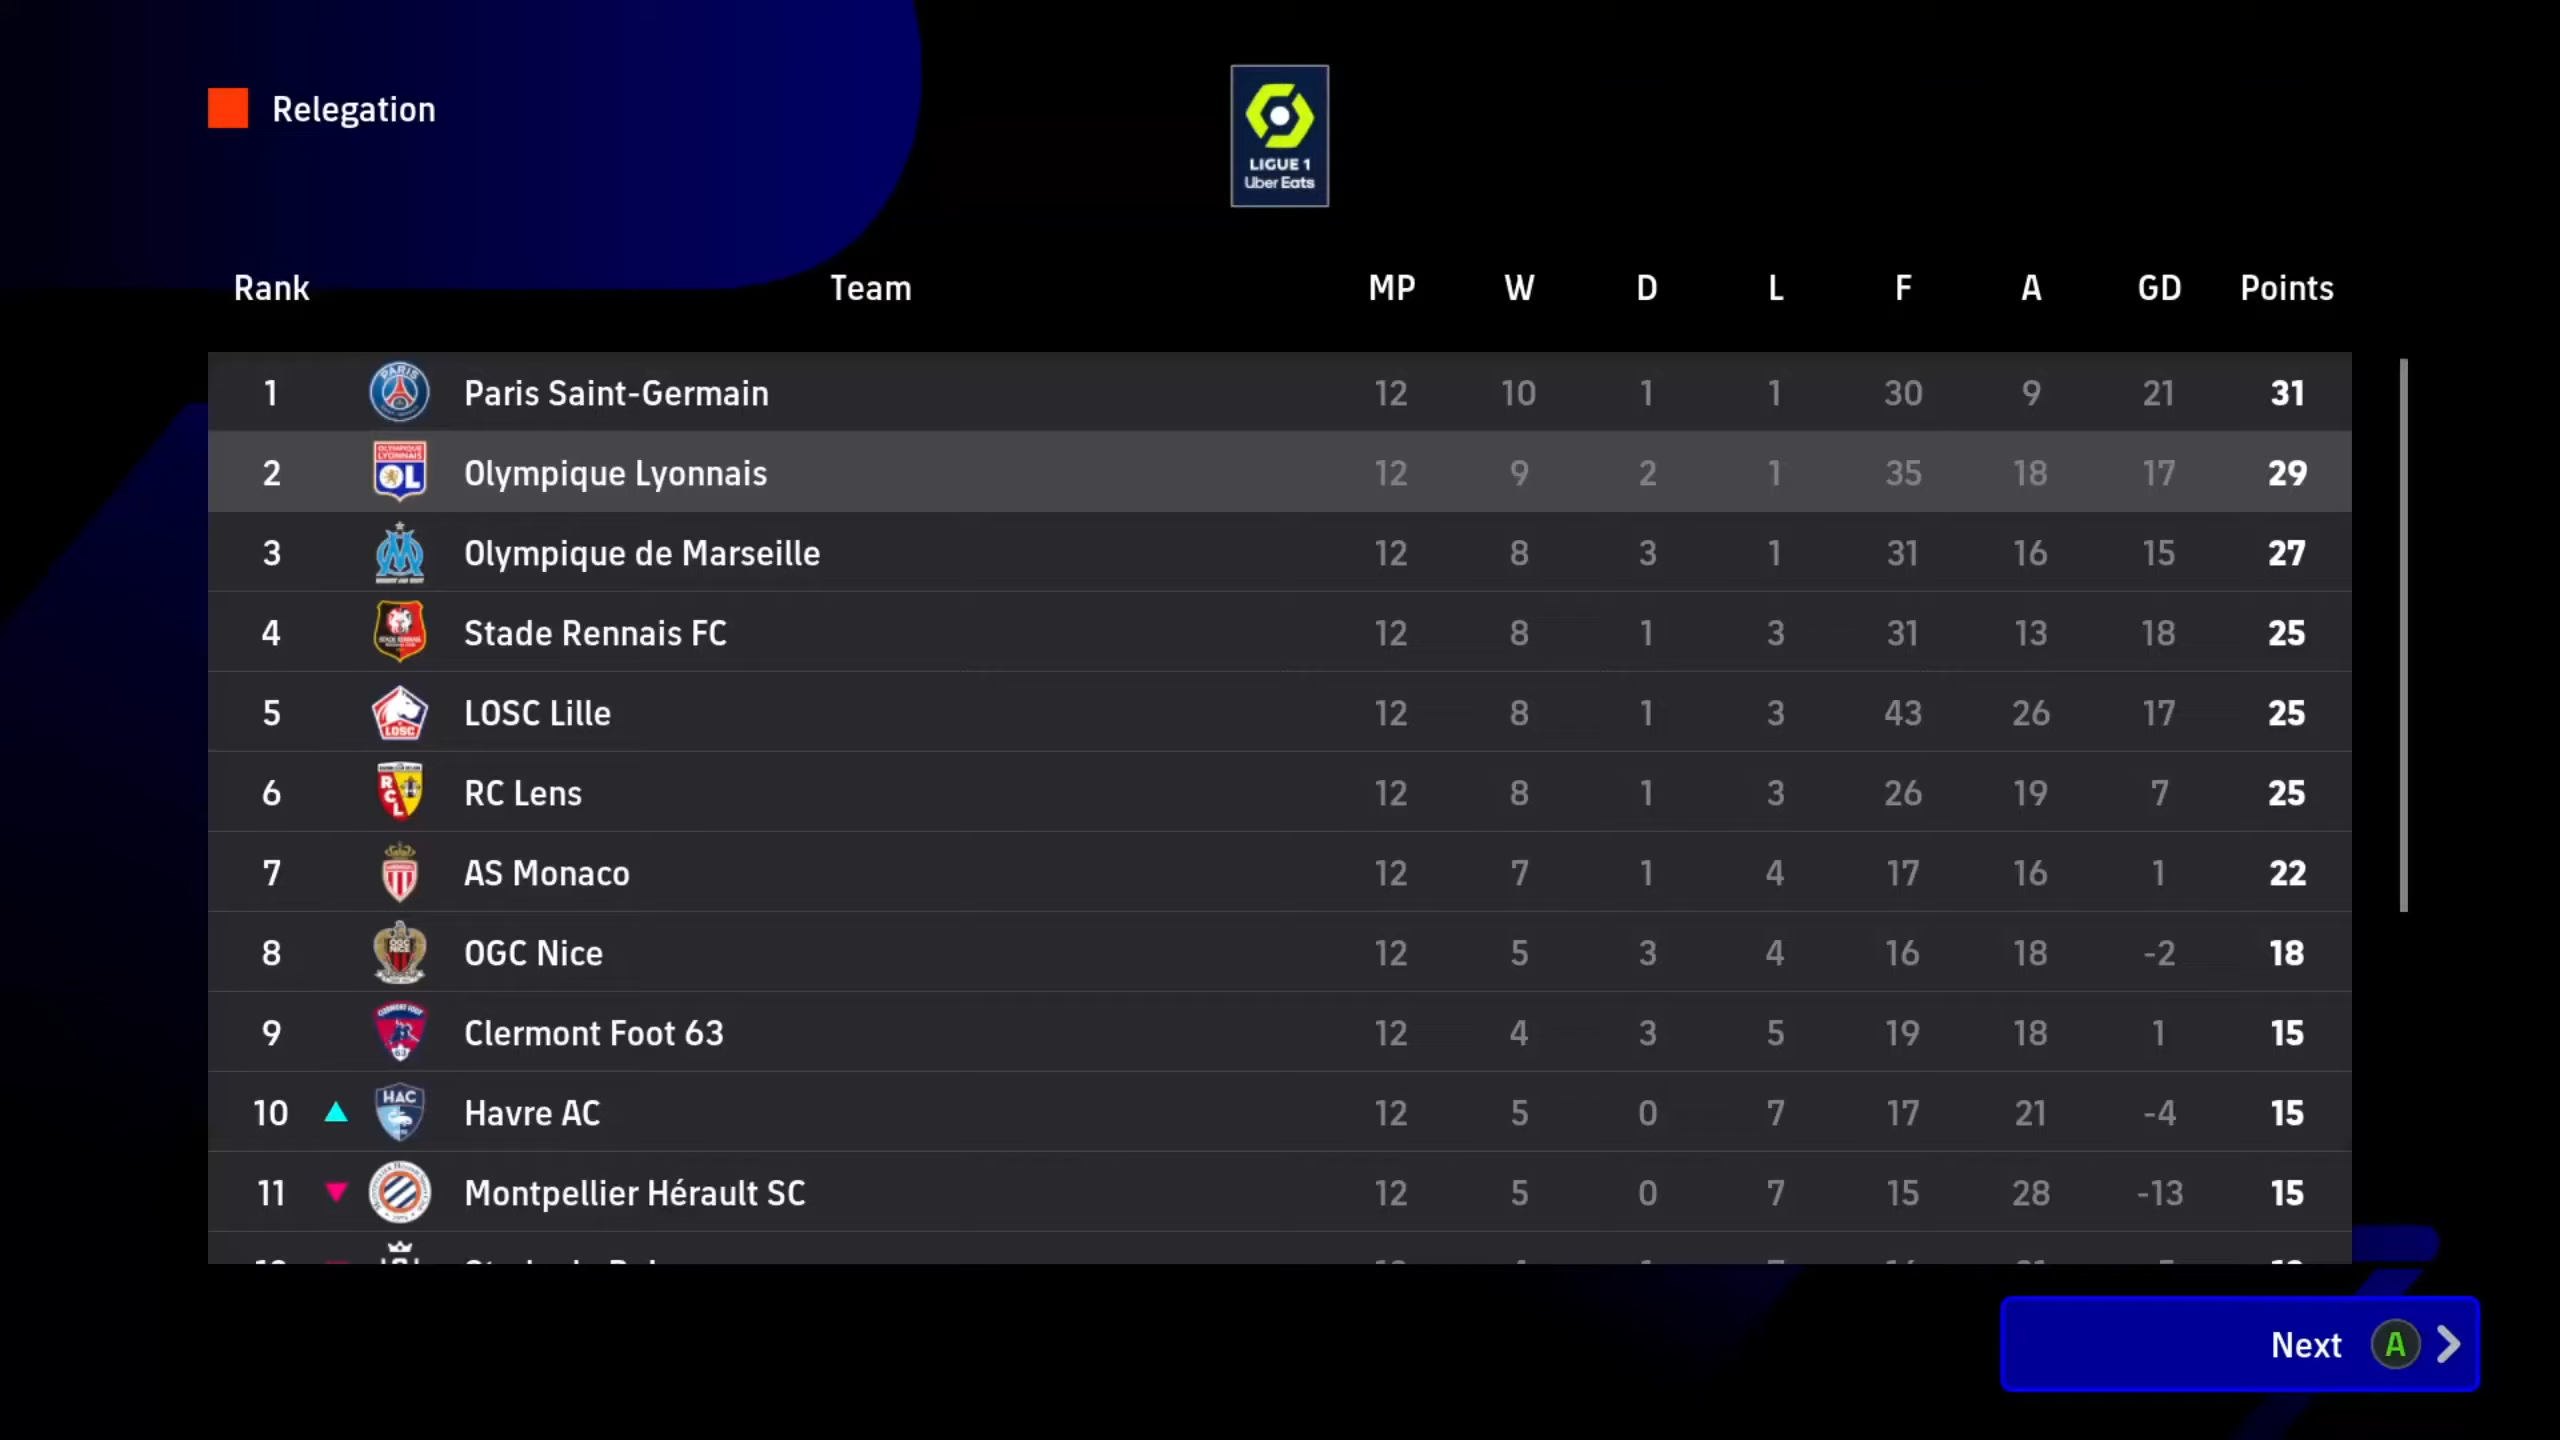 Relegation
LIGUE 1
Uber Eats
Rank Team MP W D L F A GD Points
1 Paris Saint-Germain 12 10 1 1 30 9 21 31
2 Olympique Lyonnais 12 9 2 1 35 18 17 29
3 Olympique de Marseille 12 8 3 1 31 16 15 27
4 Stade Rennais FC 12 8 1 3 31 13 18 25
5 LOSC Lille 12 8 1 3 43 26 17 25
6 RC Lens 12 8 1 3 26 19 7 25
7 AS Monaco 12 7 1 4 17 16 1 22
8 OGC Nice 12 5 3 4 16 18 -2 18
9 Clermont Foot 63 12 4 3 5 19 18 1 15
10 HAC Havre AC 12 5 0 7 17 21 -4 15
11 Montpellier Hérault SC 12 5 0 7 15 28 -13 15
Next A